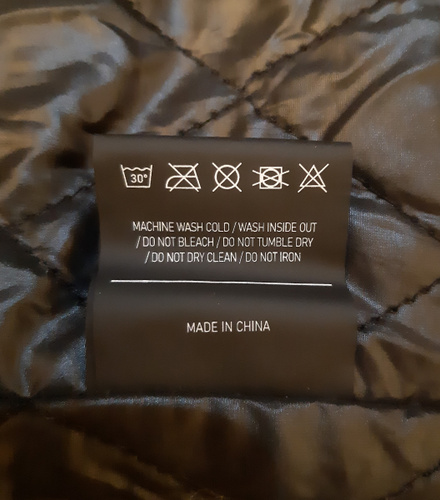 30°
MACHINE WASH COLD / WASH INSIDE OUT
/ DO NOT BLEACH / DO NOT TUMBLE DRY
/ DO NOT DRY CLEAN / DO NOT IRON
MADE IN CHINA